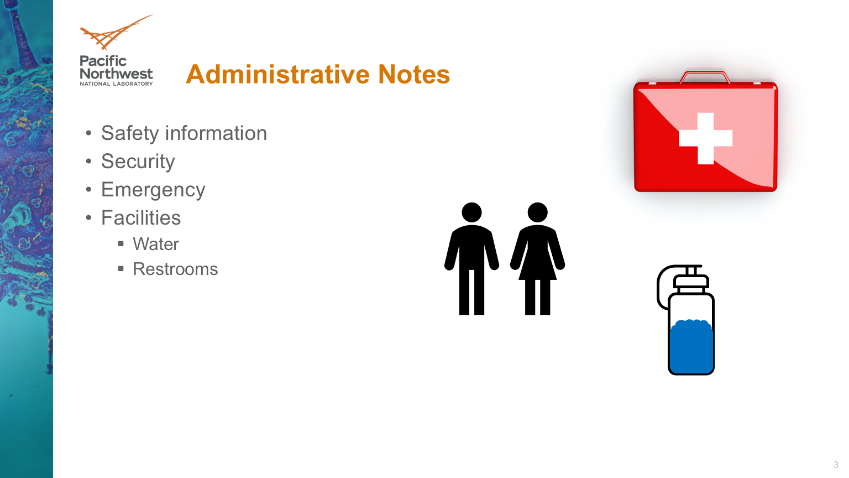 Pacific
Northwest
NATIONAL LABORATORY
Administrative Notes
• Safety information
• Security
• Emergency
• Facilities
▪ Water
▪ Restrooms
3